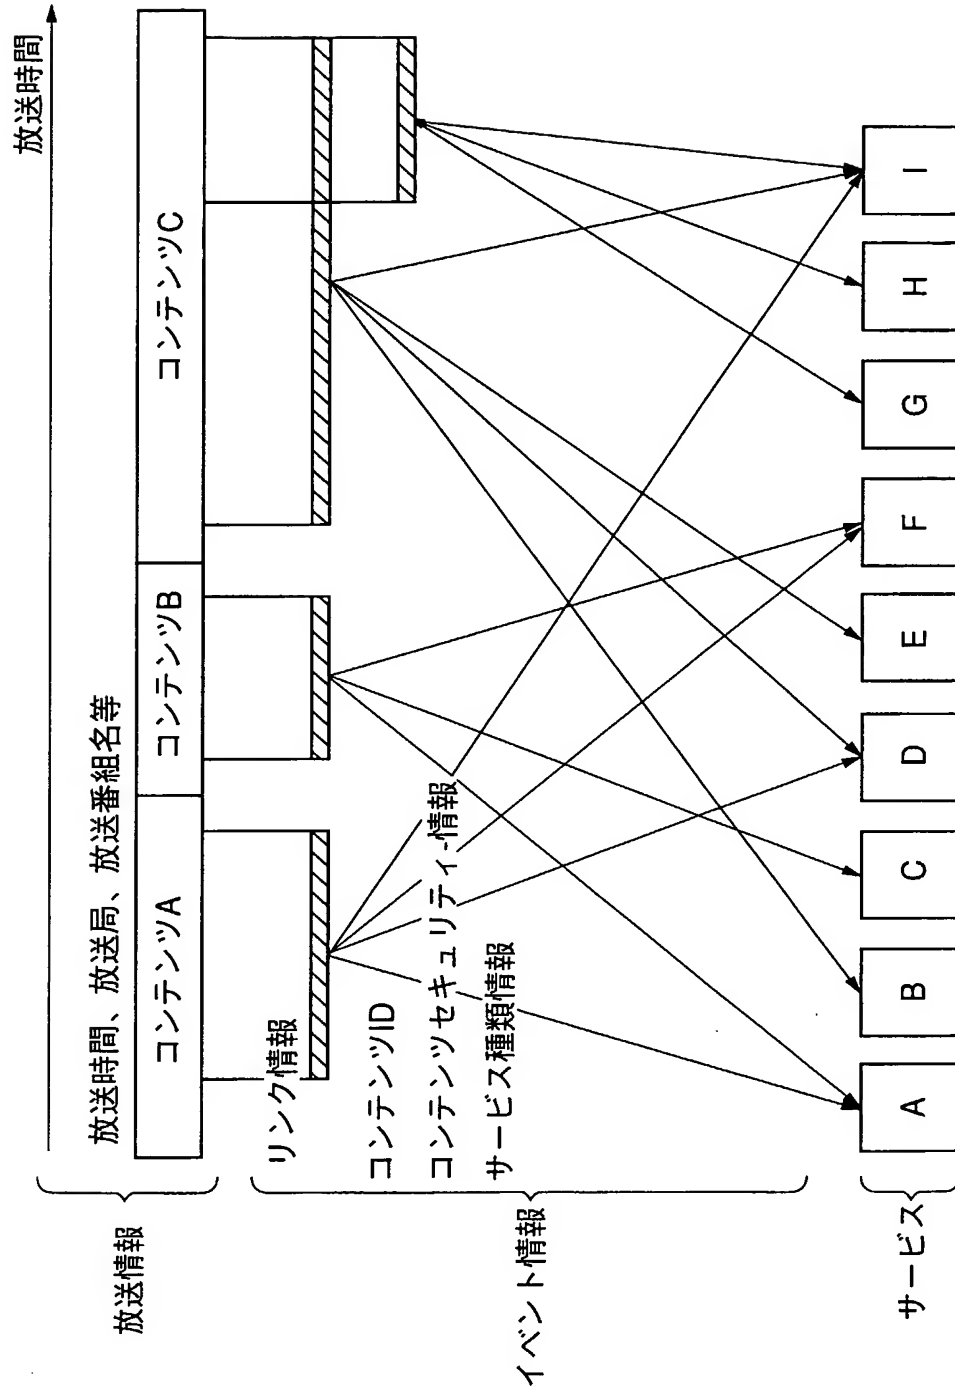 放送時間
放送情報
放送時間、放送局、放送番組名等
コンテンツA
コンテンツB
コンテンツC
イベント情報
リンク情報
コンテンツID
コンテンツセキュリティ情報
サービス種類情報
サービス
A
B
C
D
E
F
G
H
I